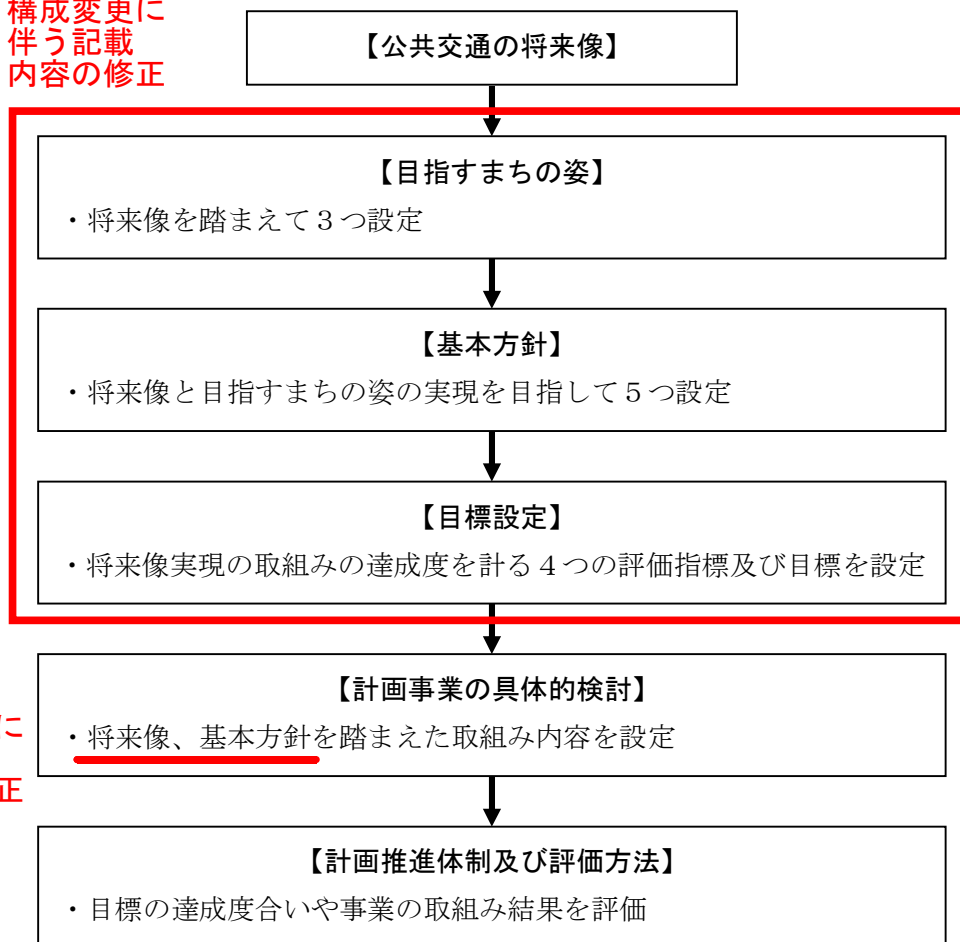 構成変更に
伴う記載
内容の修正
【公共交通の将来像】
【目指すまちの姿】
・将来像を踏まえて３つ設定
【基本方針】
・将来像と目指すまちの姿の実現を目指して５つ設定
【目標設定】
・将来像実現の取組みの達成度を計る４つの評価指標及び目標を設定
【計画事業の具体的検討】
に
・将来像、基本方針を踏まえた取組み内容を設定
正
【計画推進体制及び評価方法】
・目標の達成度合いや事業の取組み結果を評価